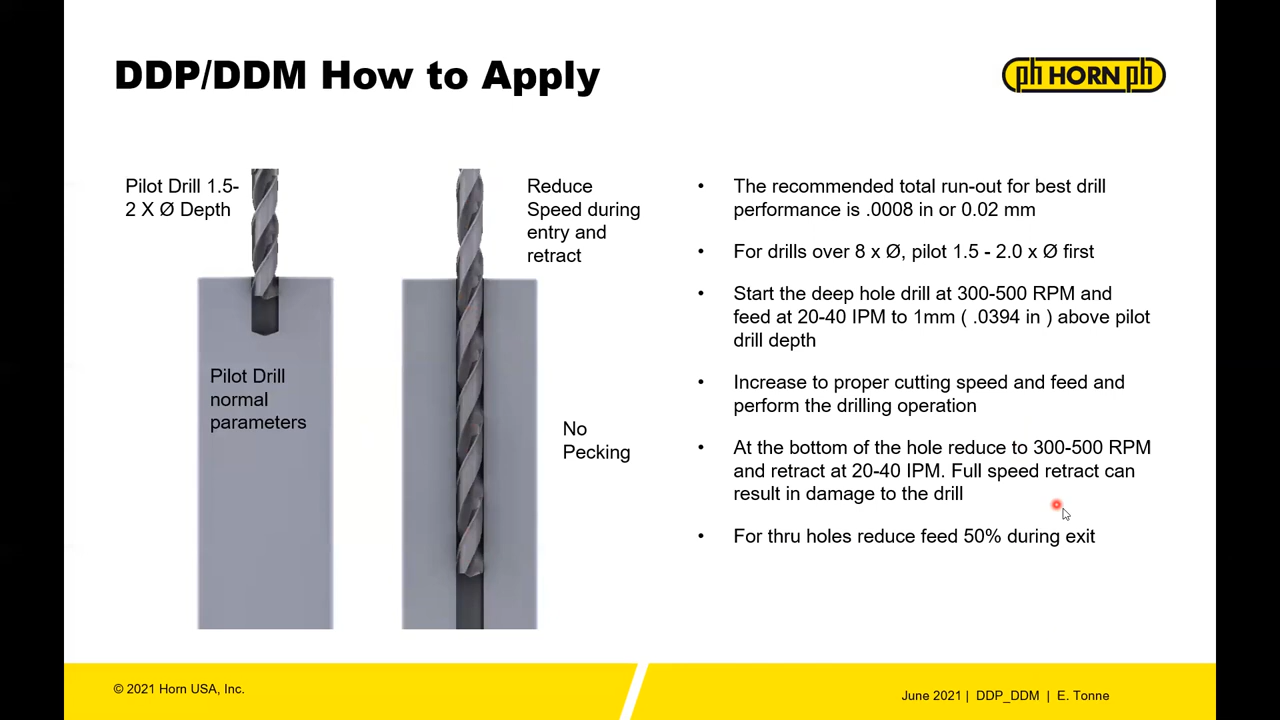 DDP/DDM How to Apply
ph HORN ph
Pilot Drill 1.5-
2 X Ø Depth
Pilot Drill
normal
parameters
Reduce
Speed during
entry and
retract
No
Pecking
• The recommended total run-out for best drill
performance is .0008 in or 0.02 mm
• For drills over 8 x Ø, pilot 1.5 - 2.0 x Ø first
• Start the deep hole drill at 300-500 RPM and
feed at 20-40 IPM to 1mm ( .0394 in ) above pilot
drill depth
• Increase to proper cutting speed and feed and
perform the drilling operation
• At the bottom of the hole reduce to 300-500 RPM
and retract at 20-40 IPM. Full speed retract can
result in damage to the drill
• For thru holes reduce feed 50% during exit
© 2021 Horn USA, Inc.
June 2021 | DDP_DDM | E. Tonne